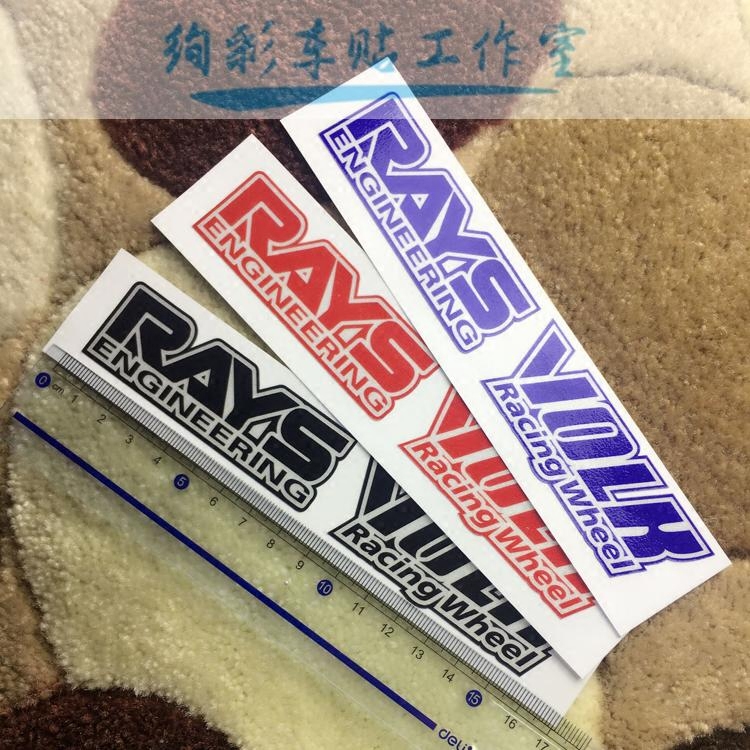 绚彩车贴工作室
RAYS
ENGINEERING
VOLK
Racing Wheel
RAYS
ENGINEERING
VOLK
Racing Wheel
RAYS
ENGINEERING
VOLK
Racing Wheel
0 cm 1 2 3 4 5 6 7 8 9 10 11 12 13 14 15 16 17
deli